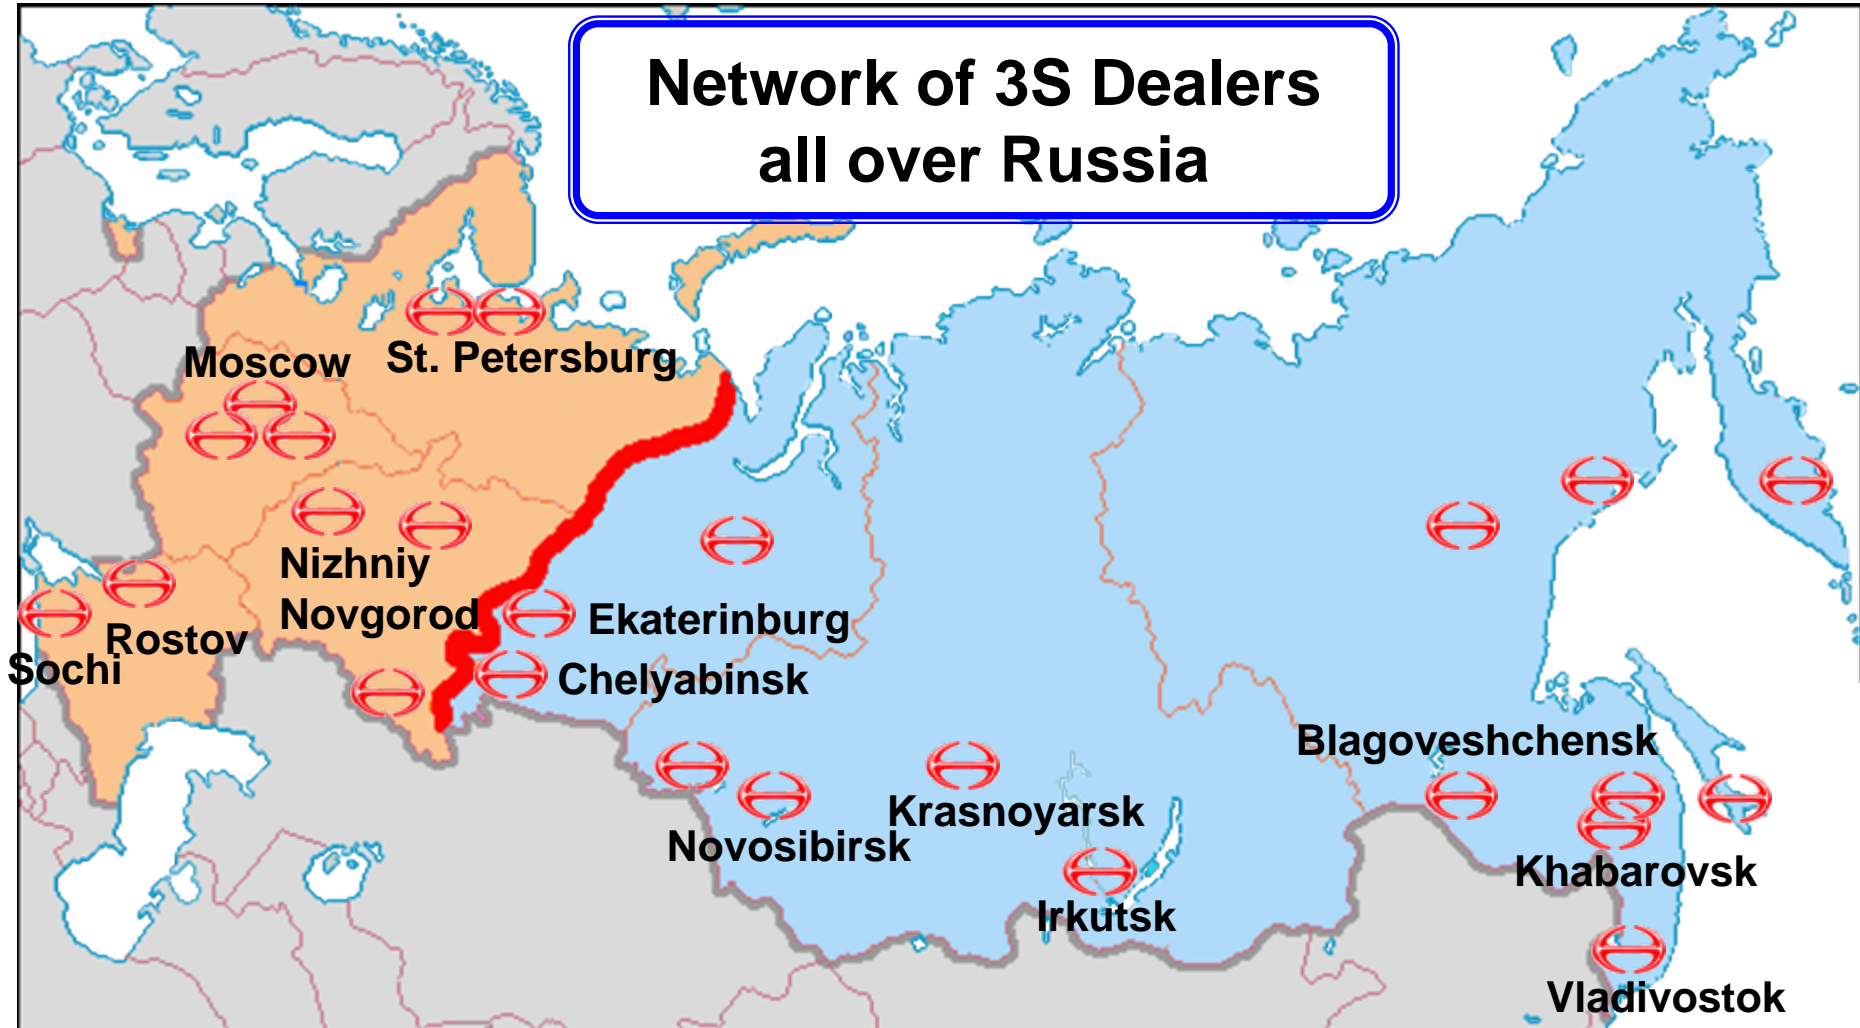 Network of 3S Dealers
all over Russia
Moscow
St. Petersburg
Nizhniy
Novgorod
Rostov
Sochi
Ekaterinburg
Chelyabinsk
Blagoveshchensk
Krasnoyarsk
Novosibirsk
Khabarovsk
Irkutsk
Vladivostok